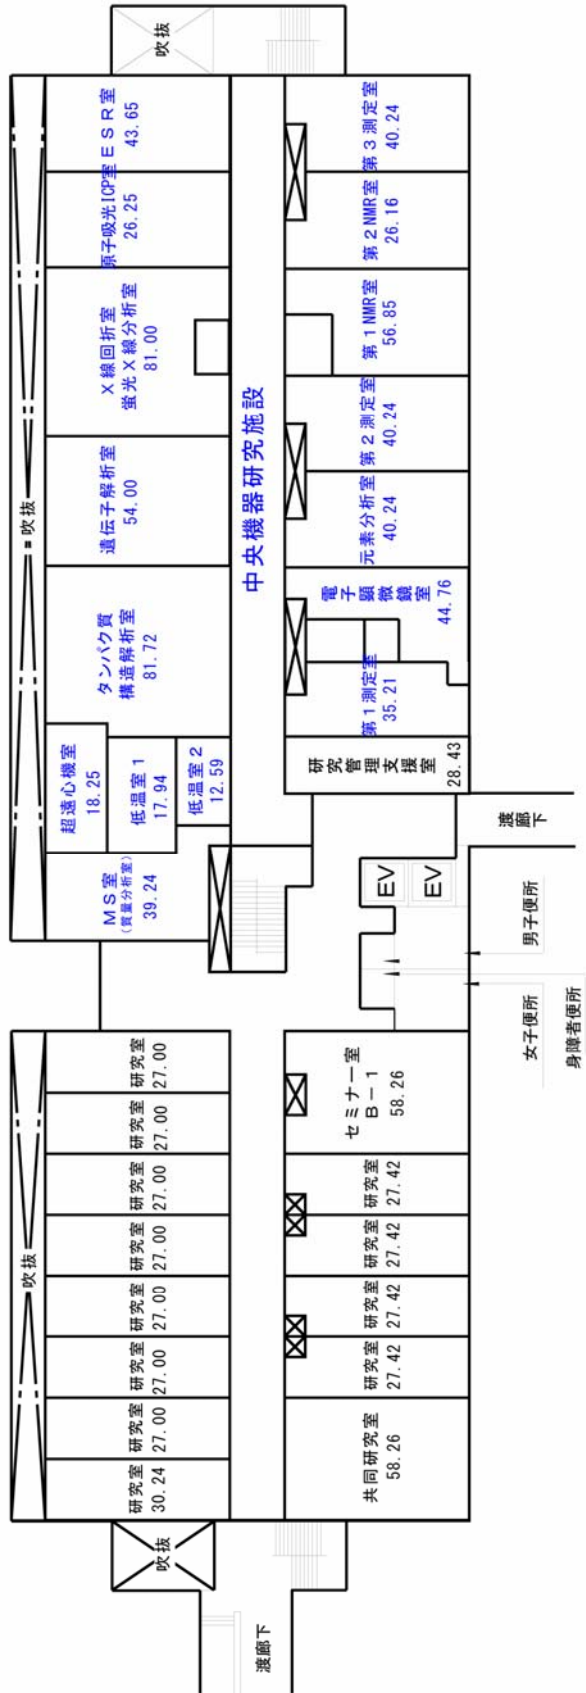 吹抜
研究室
30.24
研究室
27.00
研究室
27.00
研究室
27.00
研究室
27.00
研究室
27.00
研究室
27.00
研究室
27.00
吹抜
MS室
(質量分析室)
39.24
超遠心機室
18.25
低温室1
17.94
低温室2
12.59
タンパク質
構造解析室
81.72
遺伝子解析室
54.00
X線回折室
蛍光X線分析室
81.00
原子吸光ICP室
26.25
ESR室
43.65
吹抜
吹抜
中央機器研究施設
渡廊下
共同研究室
58.26
研究室
27.42
研究室
27.42
研究室
27.42
研究室
27.42
セミナー室
B-1
58.26
EV
EV
研究管理支援室
28.43
第1測定室
35.21
電子顕微鏡室
44.76
元素分析室
40.24
第2測定室
40.24
第1NMR室
56.85
第2NMR室
26.16
第3測定室
40.24
渡廊下
女子便所
男子便所
身障者便所